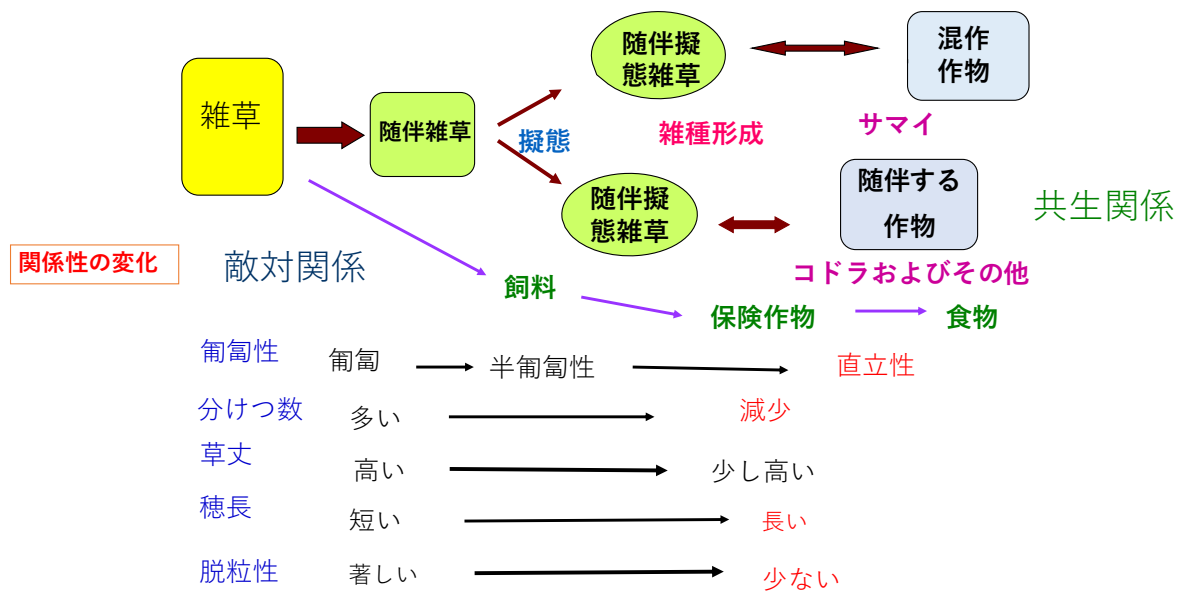 雑草
随伴雑草
擬態
随伴擬
態雑草
雑種形成
混作
作物
サマイ
随伴擬
態雑草
随伴する
作物
共生関係
関係性の変化
敵対関係
コドラおよびその他
飼料
保険作物
食物
匍匐性
匍匐
半匍匐性
直立性
分けつ数
多い
減少
草丈
高い
少し高い
穂長
短い
長い
脱粒性
著しい
少ない